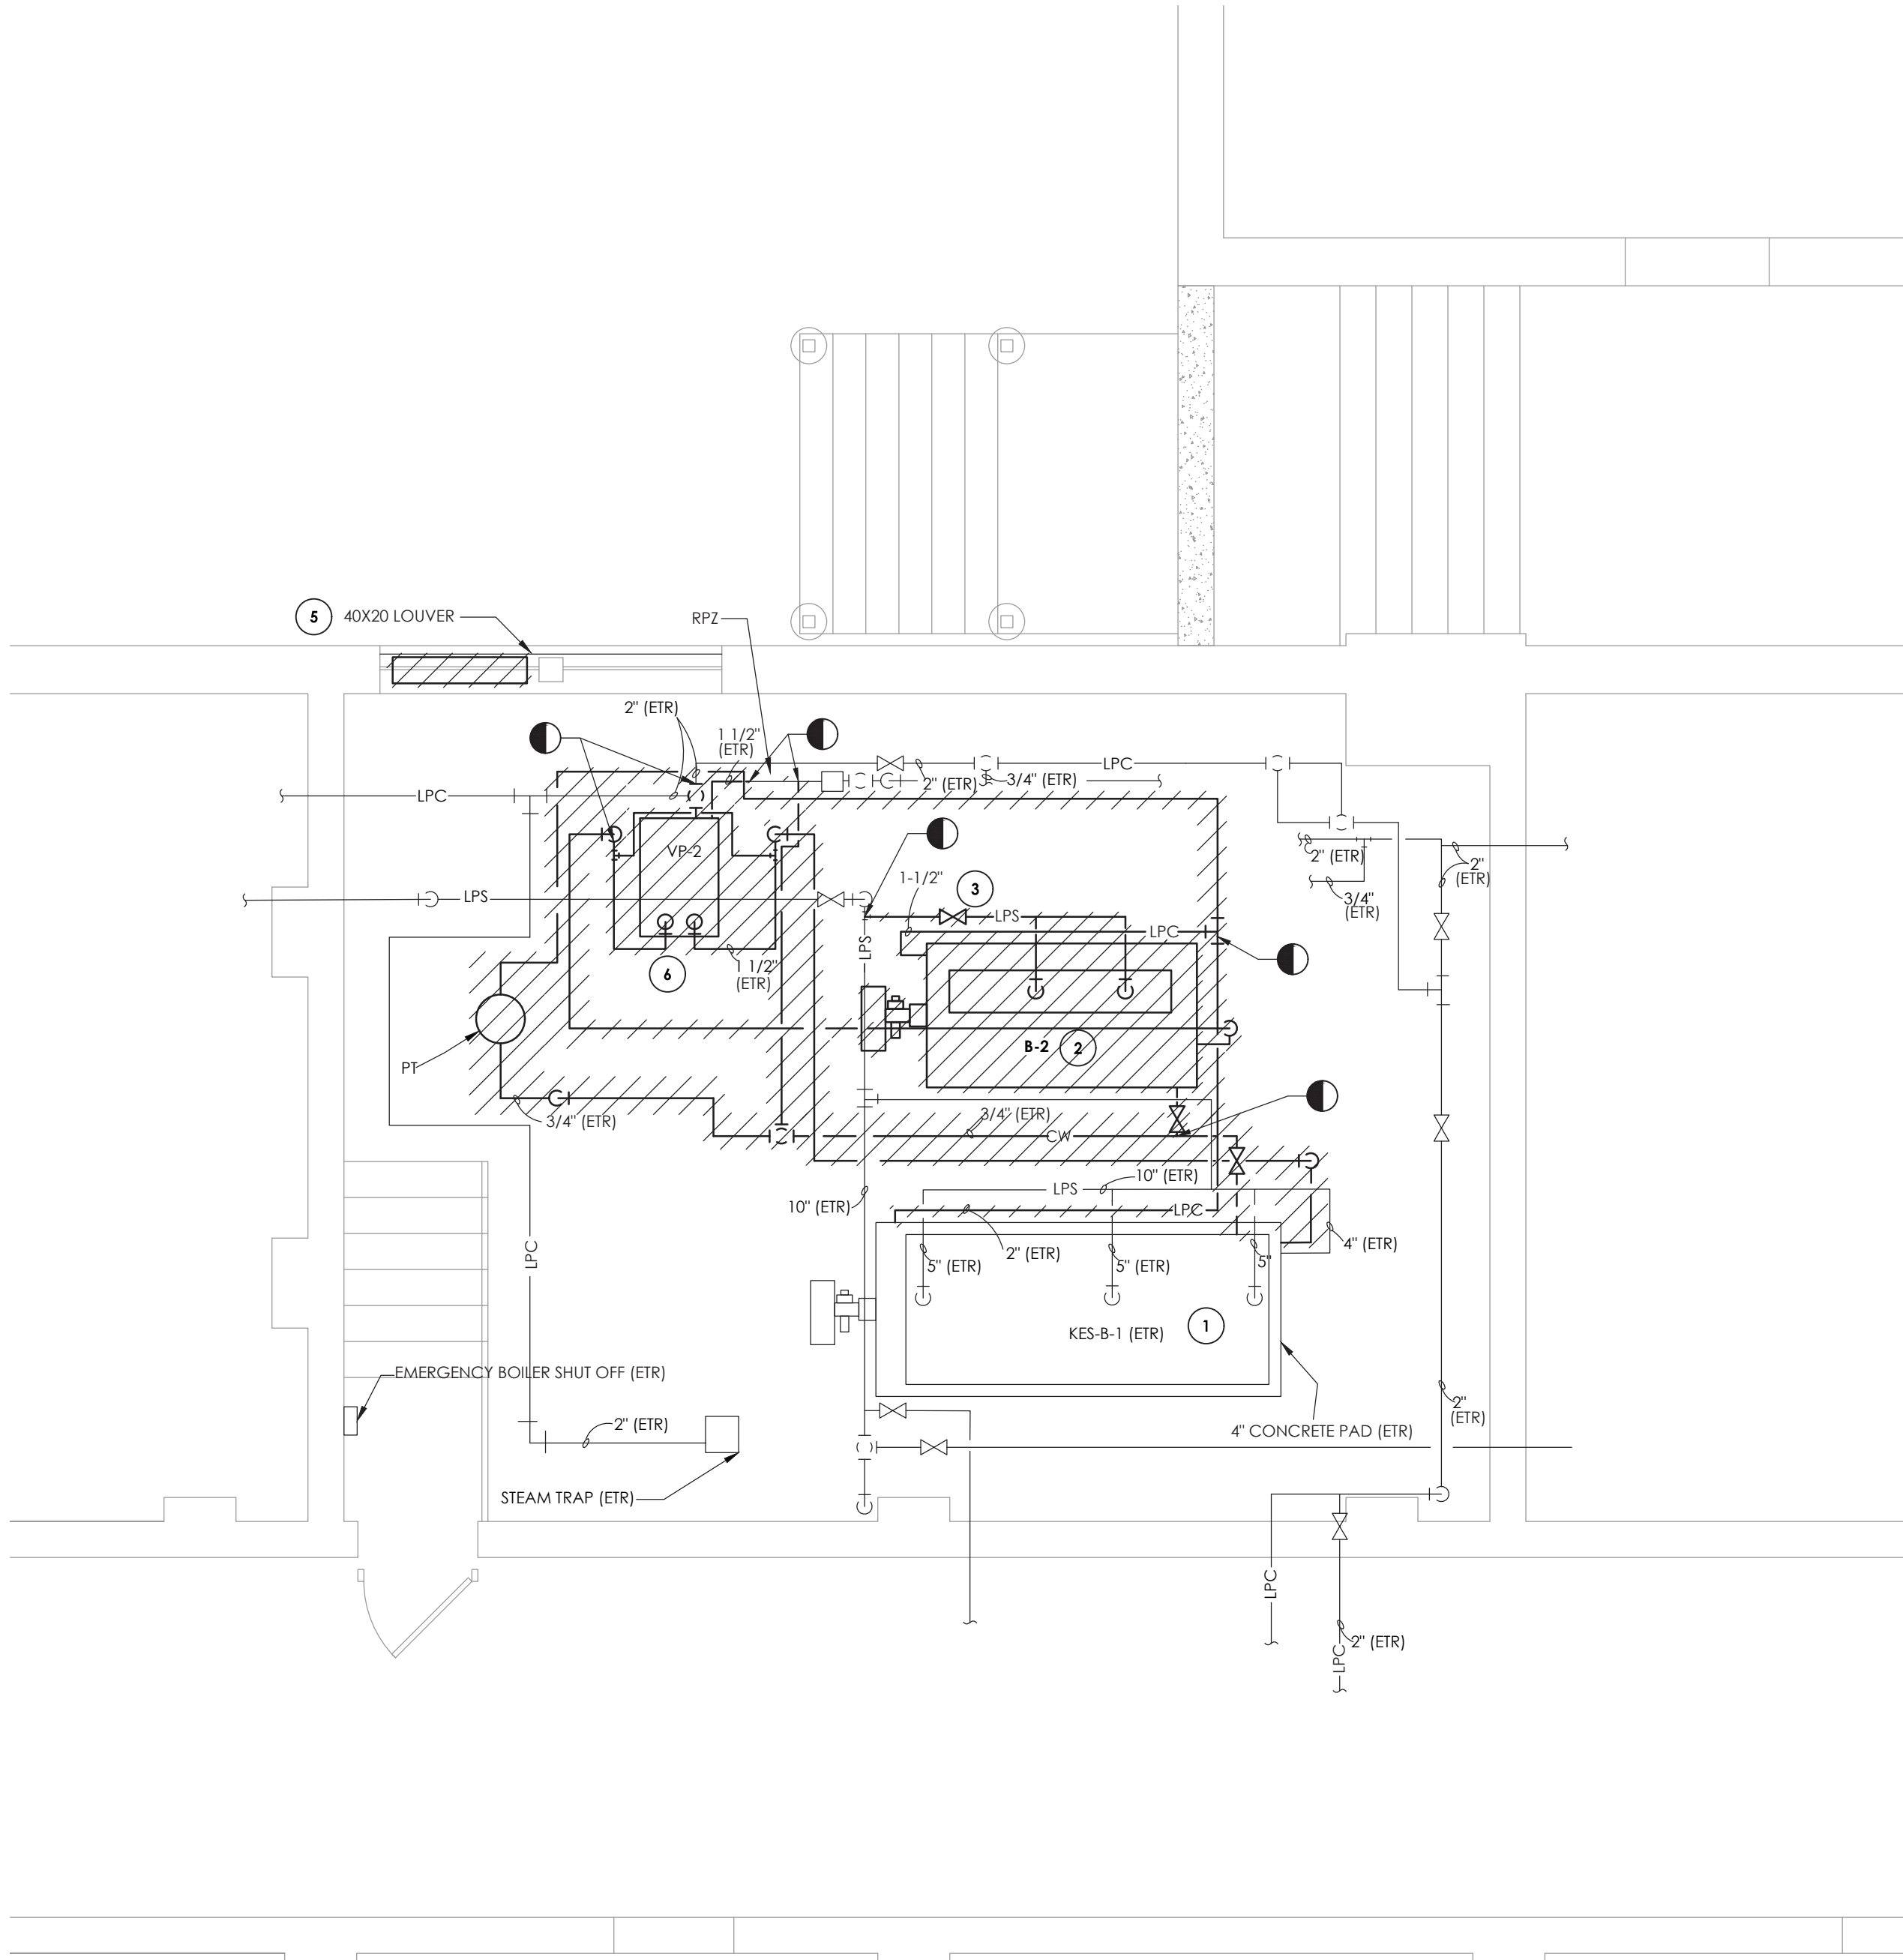 5 40X20 LOUVER
RPZ
2" (ETR)
1 1/2"
(ETR)
LPC
2" (ETR)
3/4" (ETR)
LPC
2" (ETR)
2"
(ETR)
3/4"
(ETR)
VP-2
1-1/2"
3
LPS
LPS
LPC
LPS
6
1 1/2"
(ETR)
B-2 2
PT
3/4" (ETR)
3/4" (ETR)
CW
10" (ETR)
LPS
10" (ETR)
LPC
LPC
2" (ETR)
4" (ETR)
5" (ETR)
5" (ETR)
5"
KES-B-1 (ETR) 1
EMERGENCY BOILER SHUT OFF (ETR)
2" (ETR)
2"
(ETR)
4" CONCRETE PAD (ETR)
STEAM TRAP (ETR)
LPC
2" (ETR)
LPC